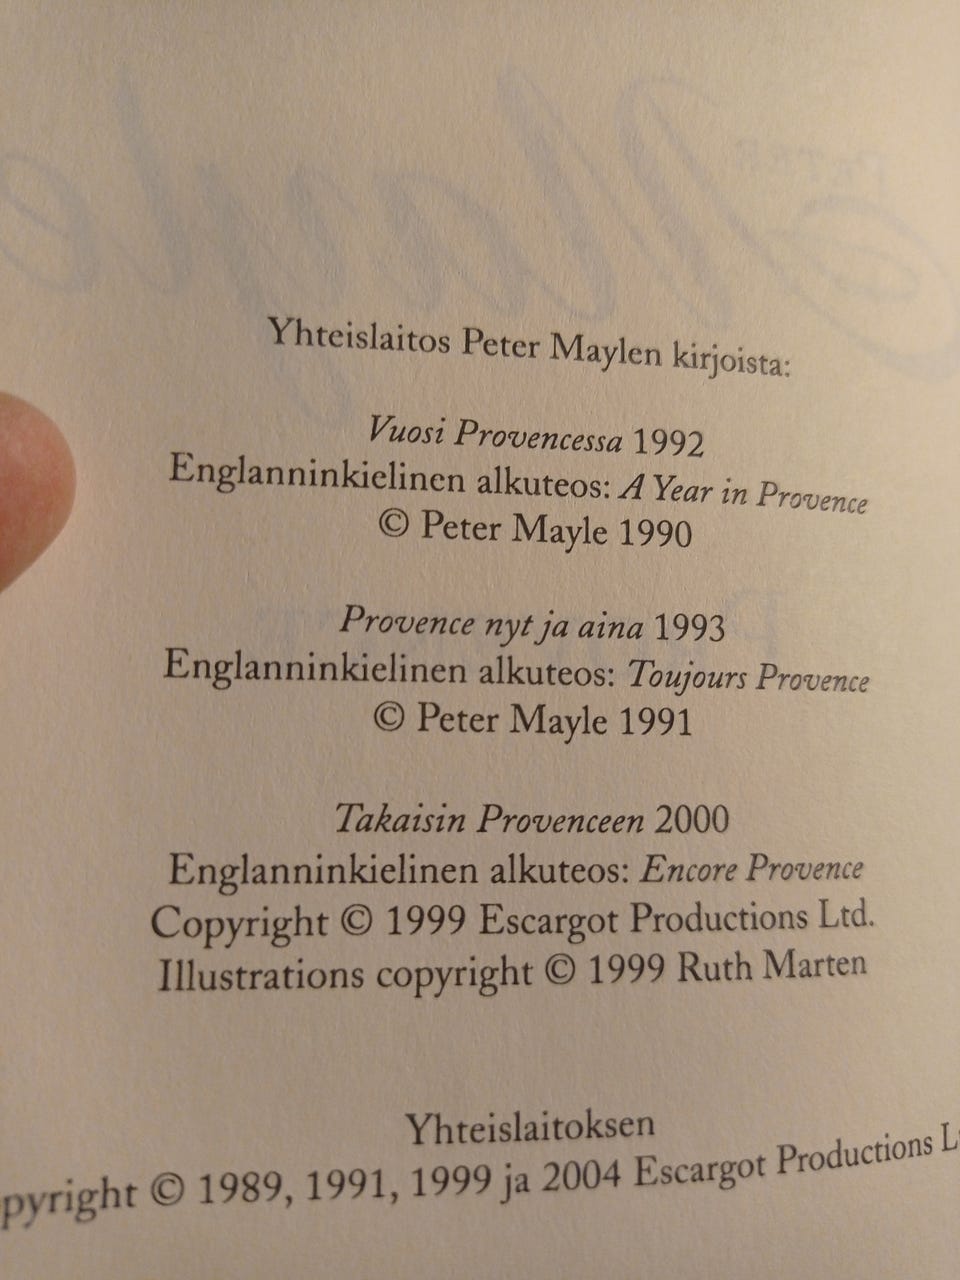 Yhteislaitos Peter Maylen kirjoista:
Vuosi Provencessa 1992
Englanninkielinen alkuteos: A Year in Provence
© Peter Mayle 1990
Provence nyt ja aina 1993
Englanninkielinen alkuteos: Toujours Provence
© Peter Mayle 1991
Takaisin Provenceen 2000
Englanninkielinen alkuteos: Encore Provence
Copyright © 1999 Escargot Productions Ltd.
Illustrations copyright © 1999 Ruth Marten
Yhteislaitoksen
pyright © 1989, 1991, 1999 ja 2004 Escargot Productions L